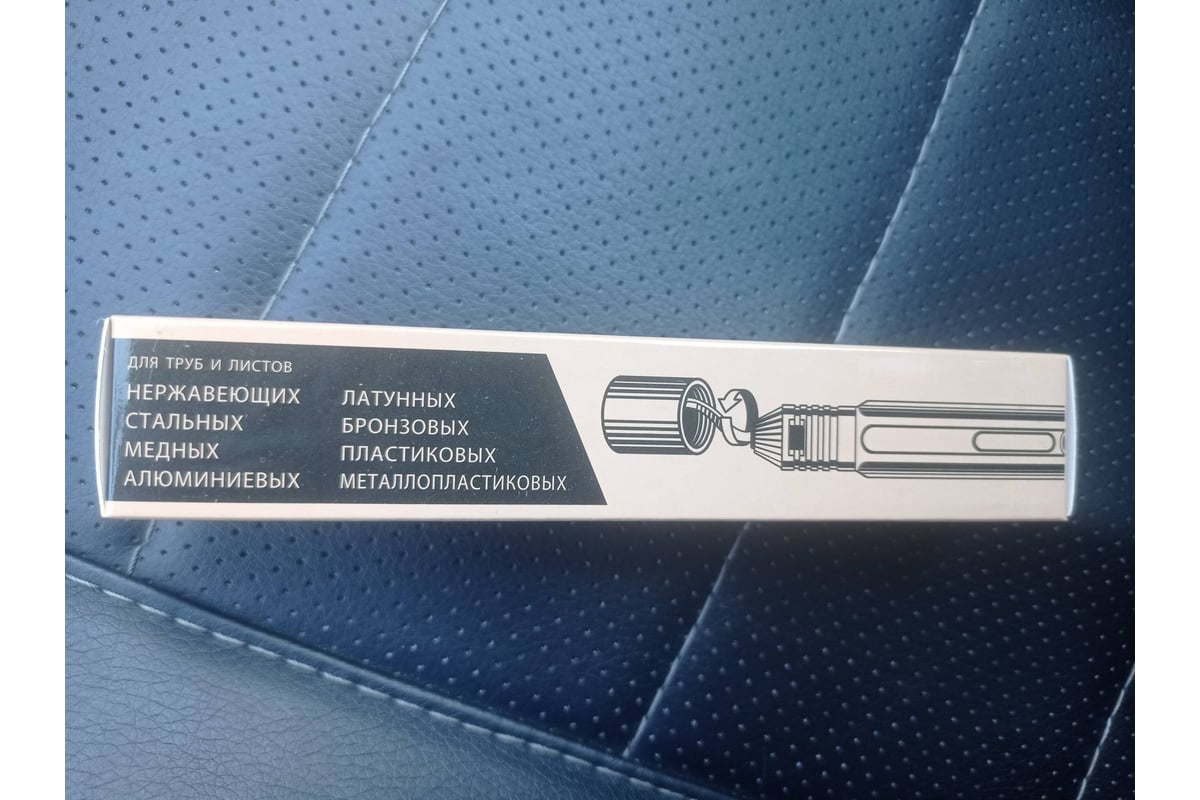 ДЛЯ ТРУБ И ЛИСТОВ
НЕРЖАВЕЮЩИХ
СТАЛЬНЫХ
МЕДНЫХ
АЛЮМИНИЕВЫХ
ЛАТУННЫХ
БРОНЗОВЫХ
ПЛАСТИКОВЫХ
МЕТАЛЛОПЛАСТИКОВЫХ